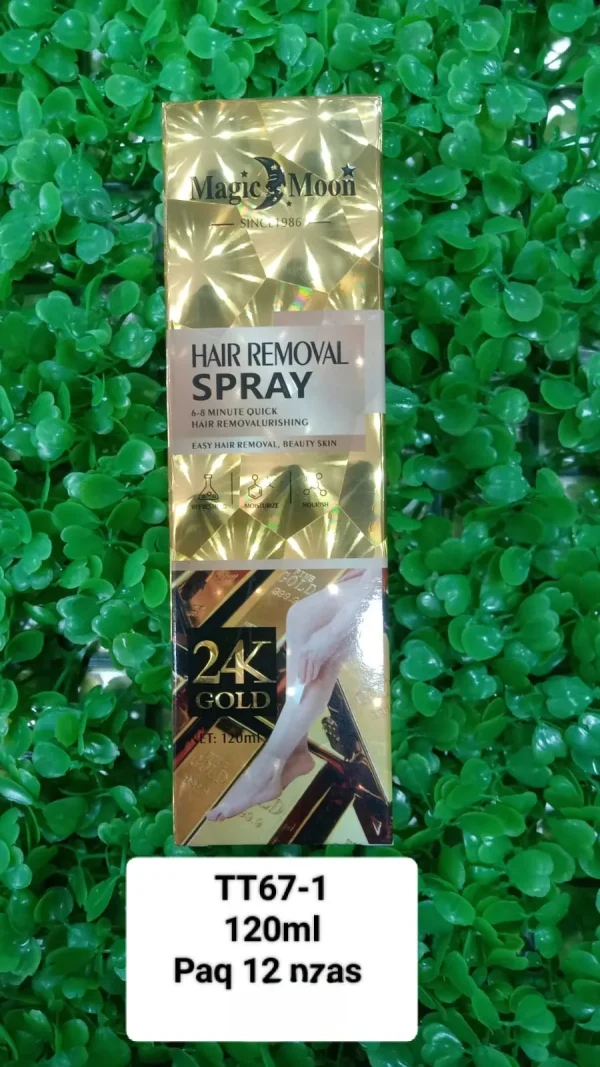 Magic Moon
SINCE 1986
HAIR REMOVAL
SPRAY
6-8 MINUTE QUICK
HAIR REMOVALURISHING
EASY HAIR REMOVAL, BEAUTY SKIN
MOISTURIZE NOURISH
GOLD
24K
GOLD
NET: 120ml
TT67-1
120ml
Paq 12